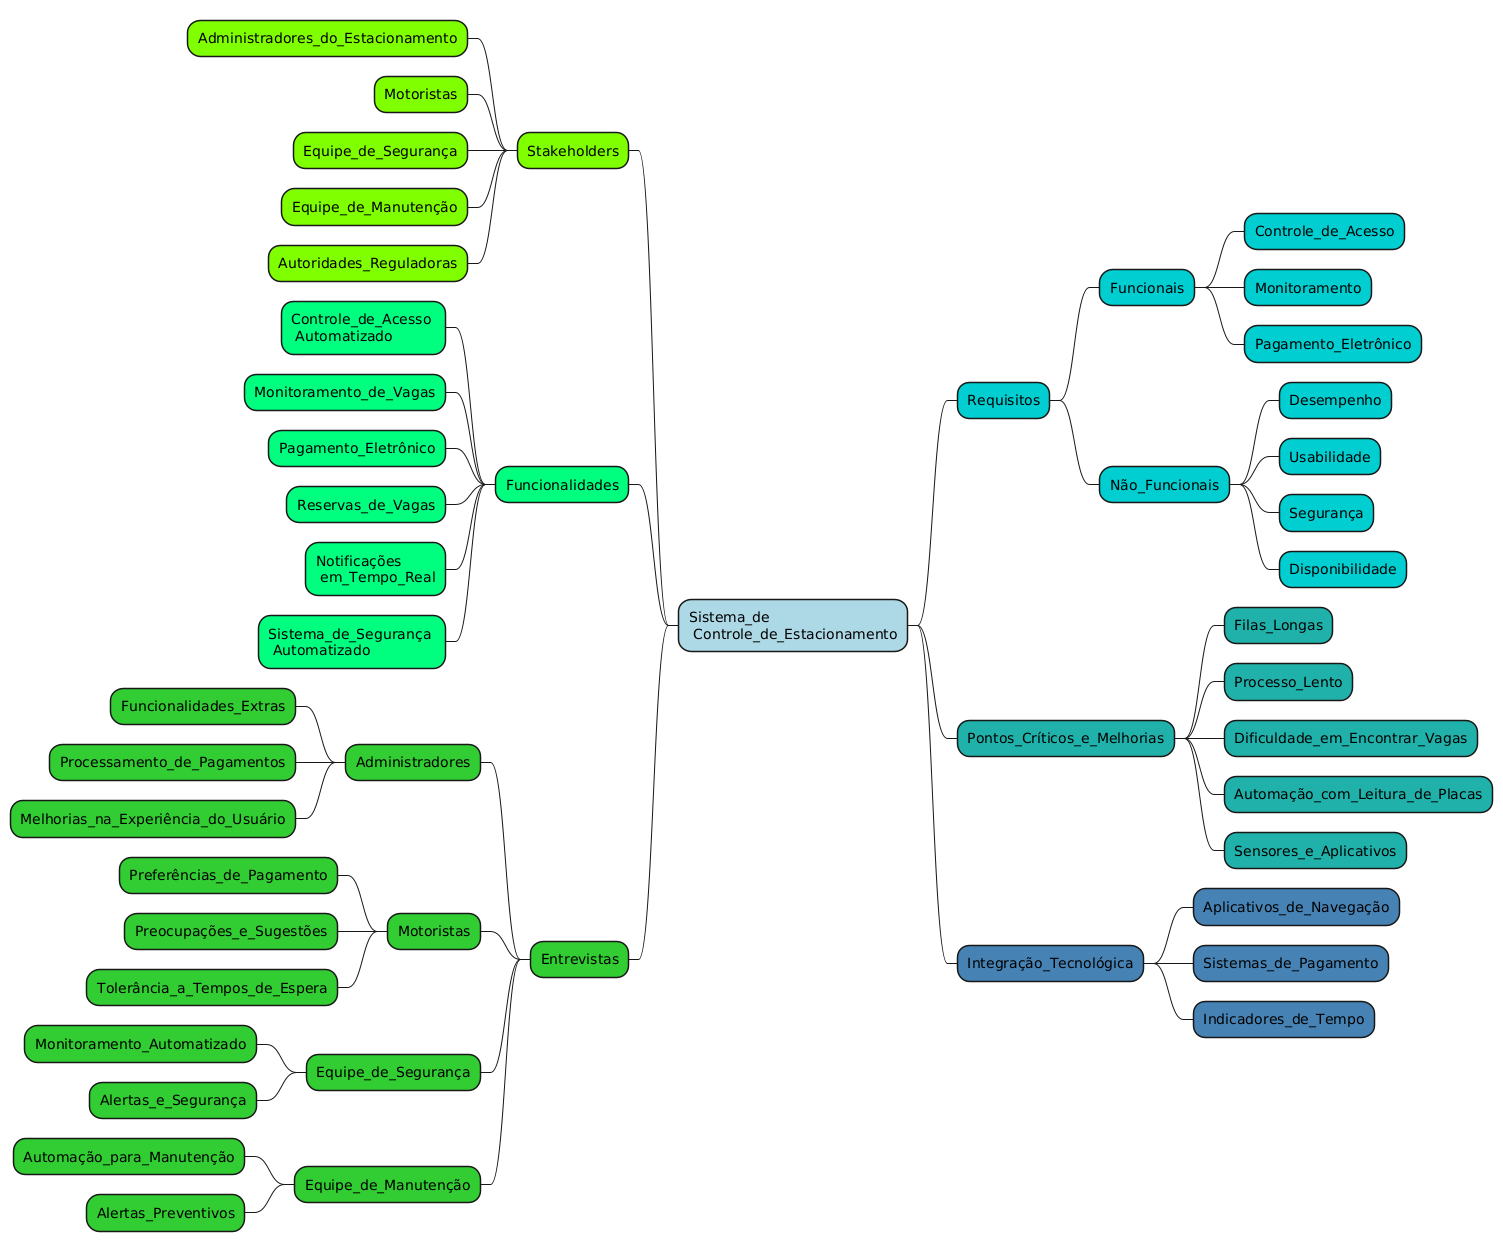 Sistema_de
Controle_de_Estacionamento
Stakeholders
Administradores_do_Estacionamento
Motoristas
Equipe_de_Segurança
Equipe_de_Manutenção
Autoridades_Reguladoras
Funcionalidades
Controle_de_Acesso
Automatizado
Monitoramento_de_Vagas
Pagamento_Eletrônico
Reservas_de_Vagas
Notificações
em_Tempo_Real
Sistema_de_Segurança
Automatizado
Entrevistas
Administradores
Funcionalidades_Extras
Processamento_de_Pagamentos
Melhorias_na_Experiência_do_Usuário
Motoristas
Preferências_de_Pagamento
Preocupações_e_Sugestões
Tolerância_a_Tempos_de_Espera
Equipe_de_Segurança
Monitoramento_Automatizado
Alertas_e_Segurança
Equipe_de_Manutenção
Automação_para_Manutenção
Alertas_Preventivos
Requisitos
Funcionais
Controle_de_Acesso
Monitoramento
Pagamento_Eletrônico
Não_Funcionais
Desempenho
Usabilidade
Segurança
Disponibilidade
Pontos_Críticos_e_Melhorias
Filas_Longas
Processo_Lento
Dificuldade_em_Encontrar_Vagas
Automação_com_Leitura_de_Placas
Sensores_e_Aplicativos
Integração_Tecnológica
Aplicativos_de_Navegação
Sistemas_de_Pagamento
Indicadores_de_Tempo